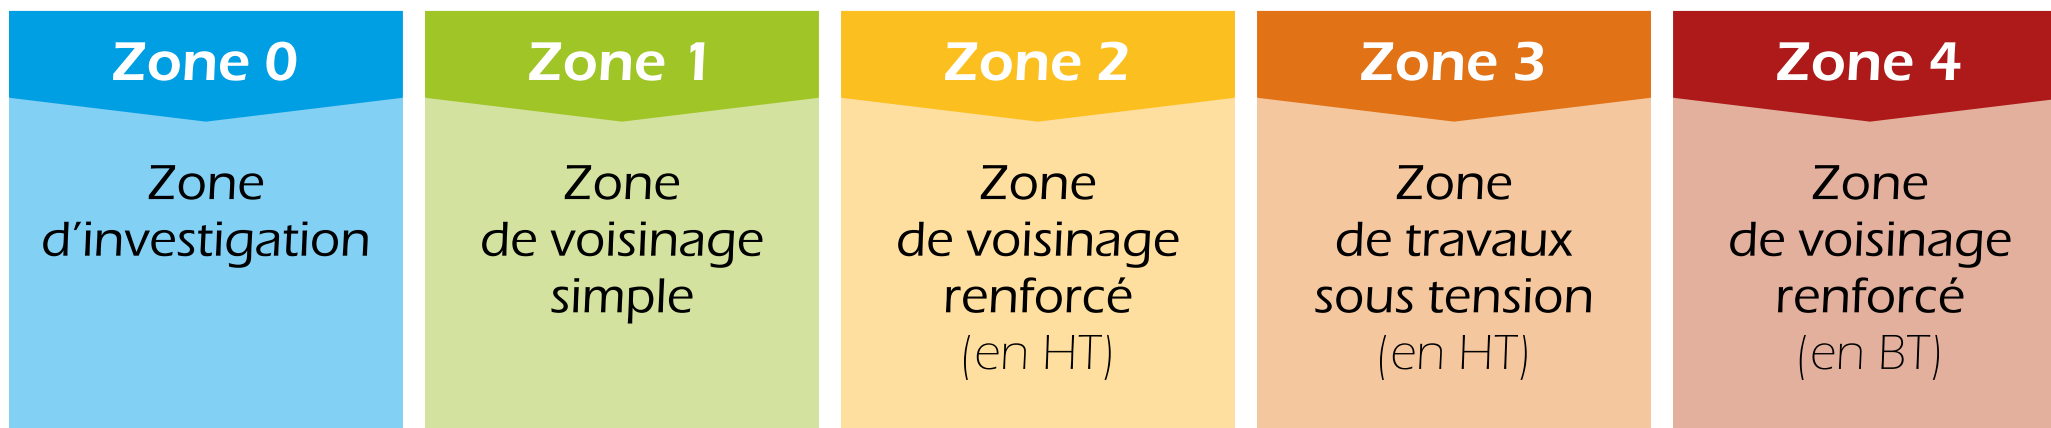 Zone 0
Zone
d’investigation
Zone 1
Zone
de voisinage
simple
Zone 2
Zone
de voisinage
renforcé
(en HT)
Zone 3
Zone
de travaux
sous tension
(en HT)
Zone 4
Zone
de voisinage
renforcé
(en BT)